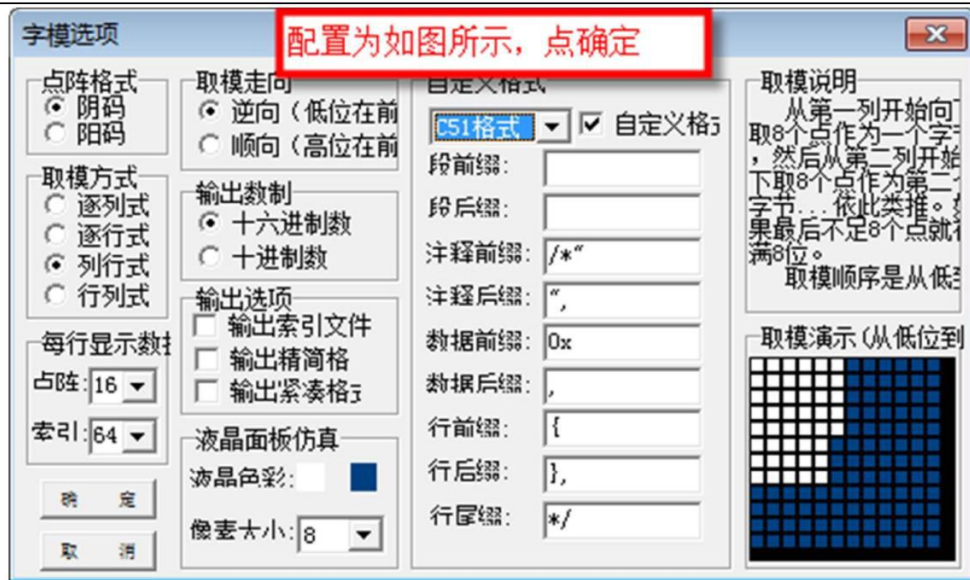 字模选项
配置为如图所示，点确定
点阵格式
阴码
阳码
取模方式
逐列式
逐行式
列行式
行列式
每行显示数
点阵:
16
索引:
64
确 定
取 消
取模走向
逆向（低位在前
顺向（高位在前
输出数制
十六进制数
十进制数
输出选项
输出索引文件
输出精简格
输出紧凑格
液晶面板仿真
液晶色彩:
像素大小:
8
自定义格式
C51格式
自定义格
段前缀:
段后缀:
注释前缀:
/*"
注释后缀:
",
数据前缀:
0x
数据后缀:
,
行前缀:
{
行后缀:
},
行尾缀:
*/
取模说明
从第一列开始向
取8个点作为一个字
，然后从第二列开始
下取8个点作为第二
字节...依此类推。
果最后不足8个点就
满8位。
取模顺序是从低
取模演示(从低位到